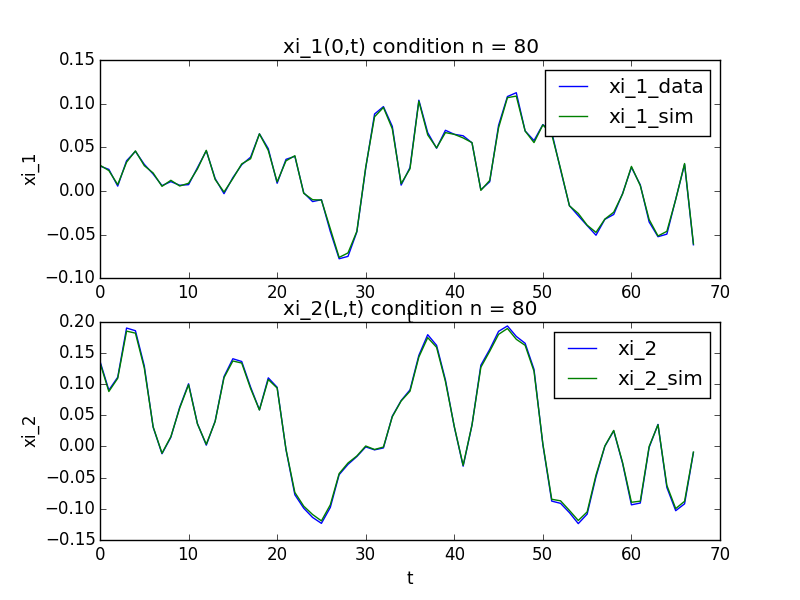 xi_1(0,t) condition n = 80
0.15
0.10
0.05
0.00
−0.05
−0.10
xi_1
xi_1_data
xi_1_sim
0 10 20 30 40 50 60 70
t
xi_2(L,t) condition n = 80
0.20
0.15
0.10
0.05
0.00
−0.05
−0.10
−0.15
xi_2
xi_2
xi_2_sim
0 10 20 30 40 50 60 70
t